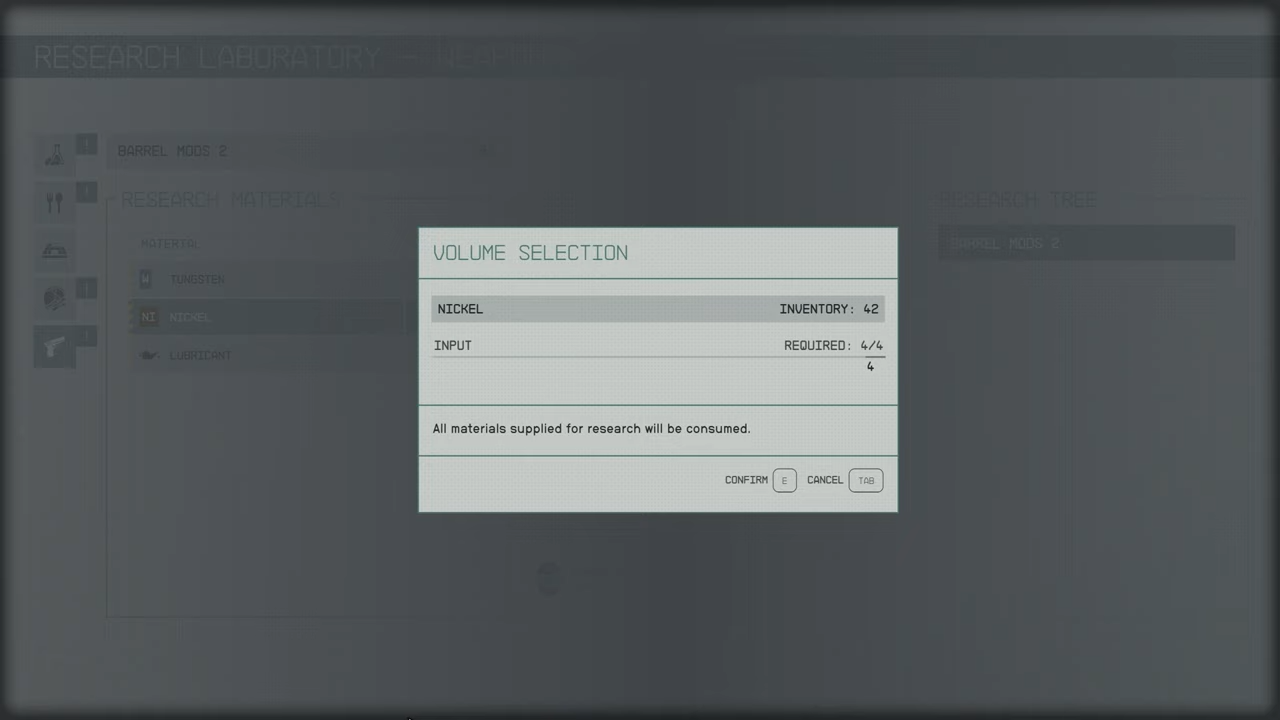 RESEARCH LABORATORY
BARREL MODS 2
RESEARCH MATERIALS
RESEARCH TREE
MATERIAL
BARREL MODS 2
W TUNGSTEN
NI NICKEL
LUBRICANT
VOLUME SELECTION
NICKEL INVENTORY: 42
INPUT REQUIRED: 4/4
4
All materials supplied for research will be consumed.
CONFIRM E CANCEL TAB